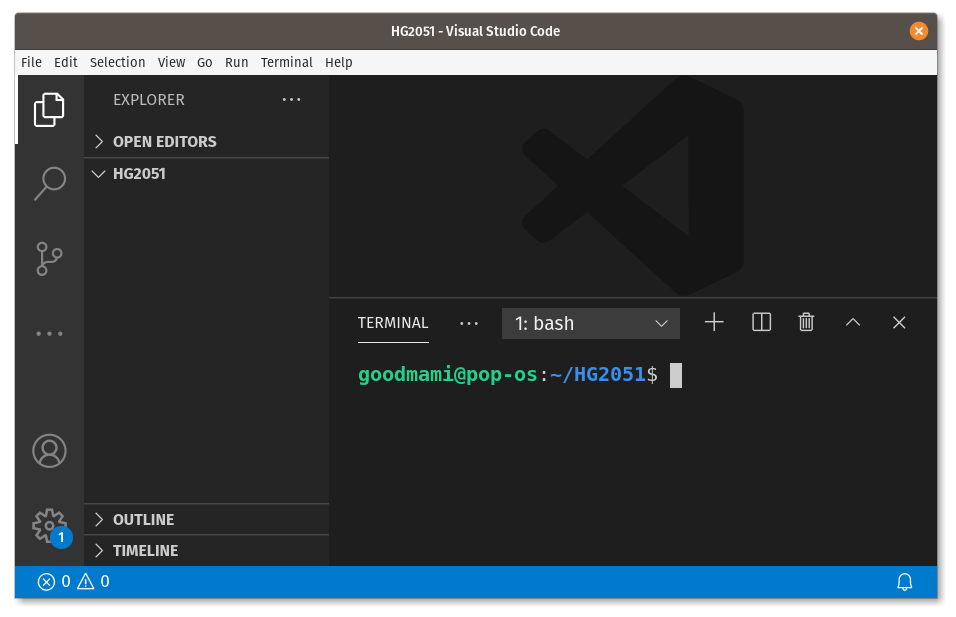 HG2051 - Visual Studio Code
File Edit Selection View Go Run Terminal Help
EXPLORER ···
OPEN EDITORS
HG2051
TERMINAL ··· 1: bash
goodmami@pop-os:~/HG2051$
OUTLINE
1
TIMELINE
0 0